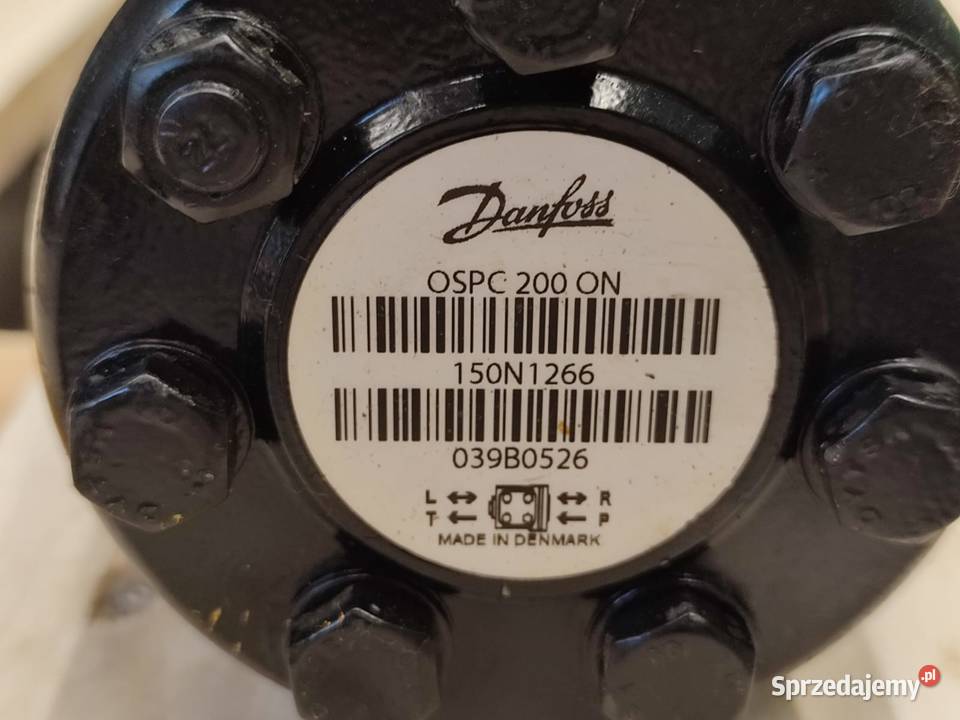 Danfoss
OSPC 200 ON
150N1266
039B0526
L R
T P
MADE IN DENMARK
Sprzedajemy.pl